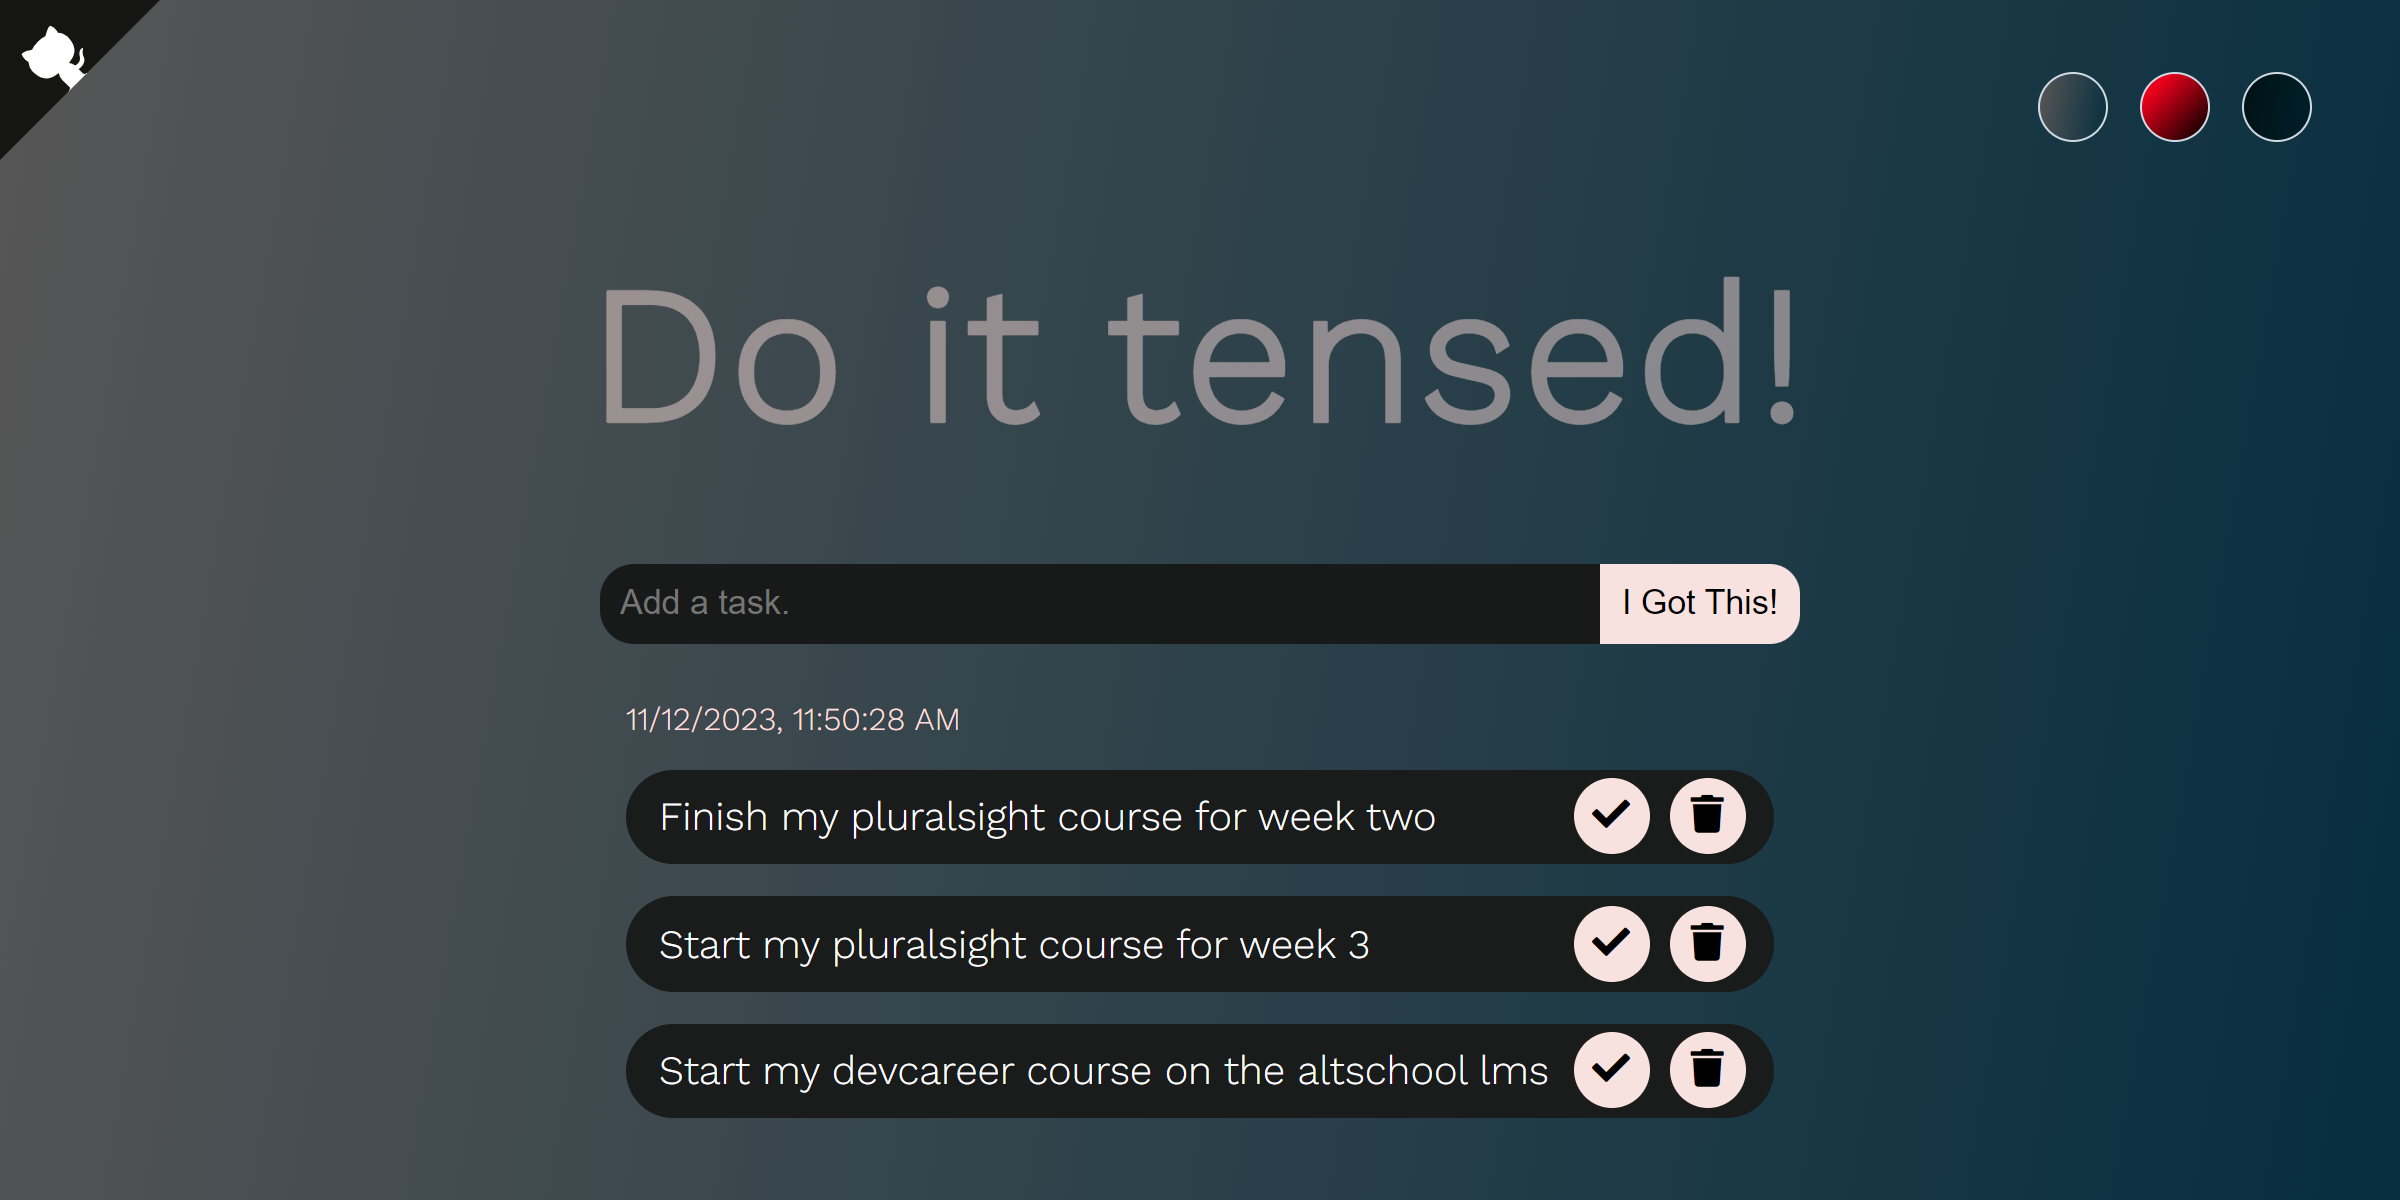 Do it tensed!
Add a task.
I Got This!
11/12/2023, 11:50:28 AM
Finish my pluralsight course for week two
Start my pluralsight course for week 3
Start my devcareer course on the altschool lms